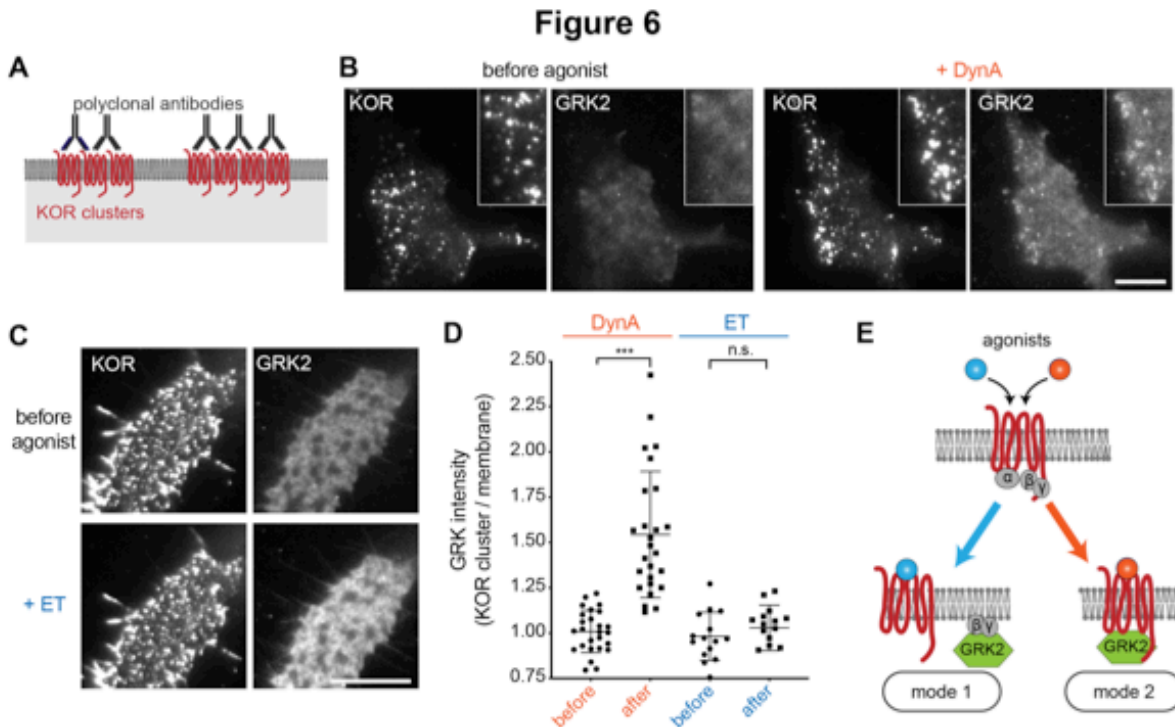 Figure 6
A
polyclonal antibodies
KOR clusters
B
before agonist
+ DynA
KOR
GRK2
KOR
GRK2
C
KOR
GRK2
before
agonist
+ ET
D
DynA
ET
***
n.s.
GRK intensity
(KOR cluster / membrane)
2.50
2.25
2.00
1.75
1.50
1.25
1.00
0.75
before
after
before
after
E
agonists
α
β
γ
β
γ
GRK2
GRK2
mode 1
mode 2